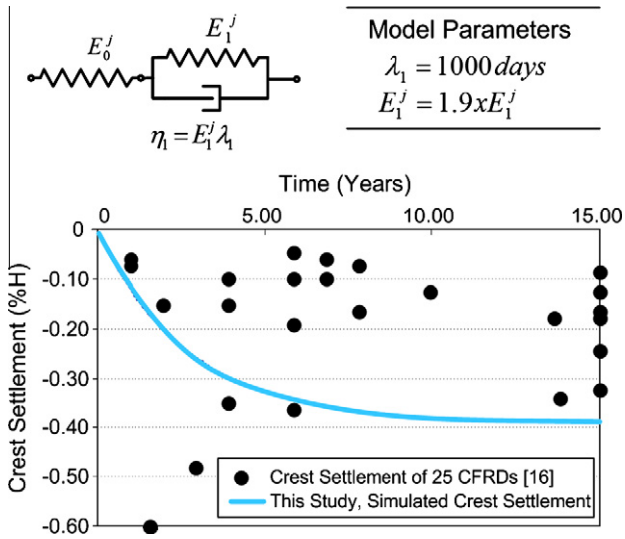 E₀ʲ
E₁ʲ
η₁ = E₁ʲ λ₁
Model Parameters
λ₁ = 1000 days
E₁ʲ = 1.9xE₁ʲ
Time (Years)
0 5.00 10.00 15.00
Crest Settlement (%H)
0
-0.10
-0.20
-0.30
-0.40
-0.50
-0.60
Crest Settlement of 25 CFRDs [16]
This Study, Simulated Crest Settlement